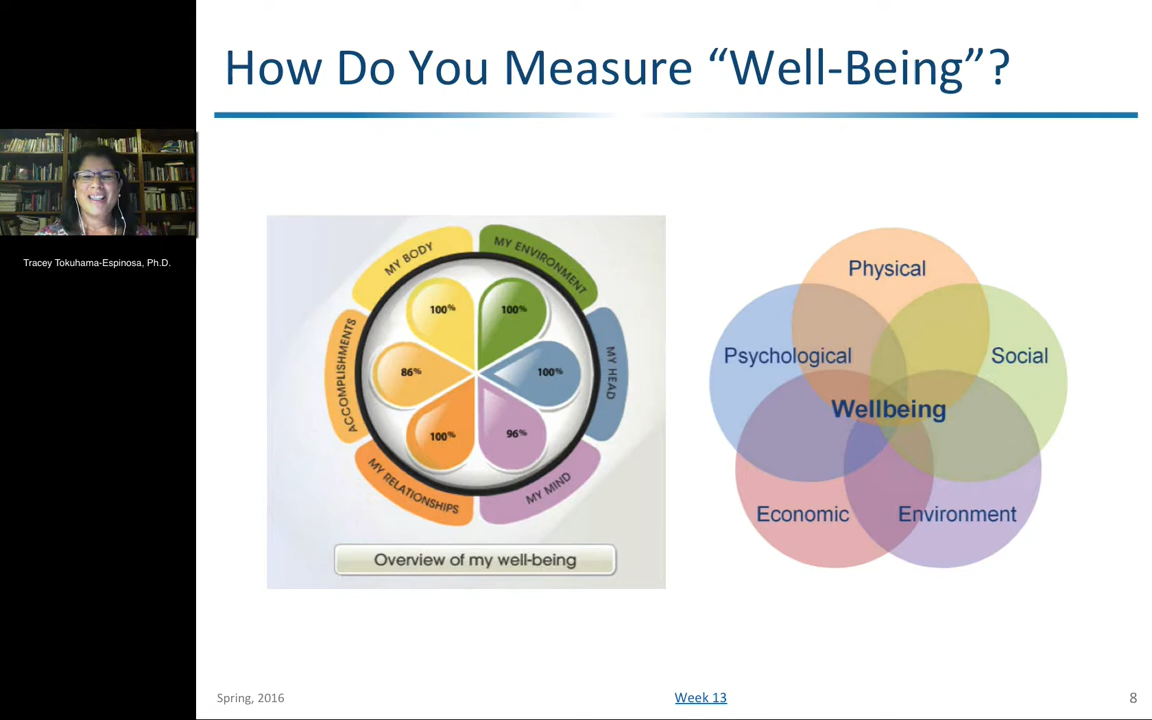 How Do You Measure “Well-Being”?
Tracey Tokuhama-Espinosa, Ph.D.
MY BODY
MY ENVIRONMENT
MY HEAD
MY MIND
MY RELATIONSHIPS
ACCOMPLISHMENTS
100%
100%
86%
100%
100%
96%
Overview of my well-being
Physical
Psychological
Social
Wellbeing
Economic
Environment
Spring, 2016
Week 13
8